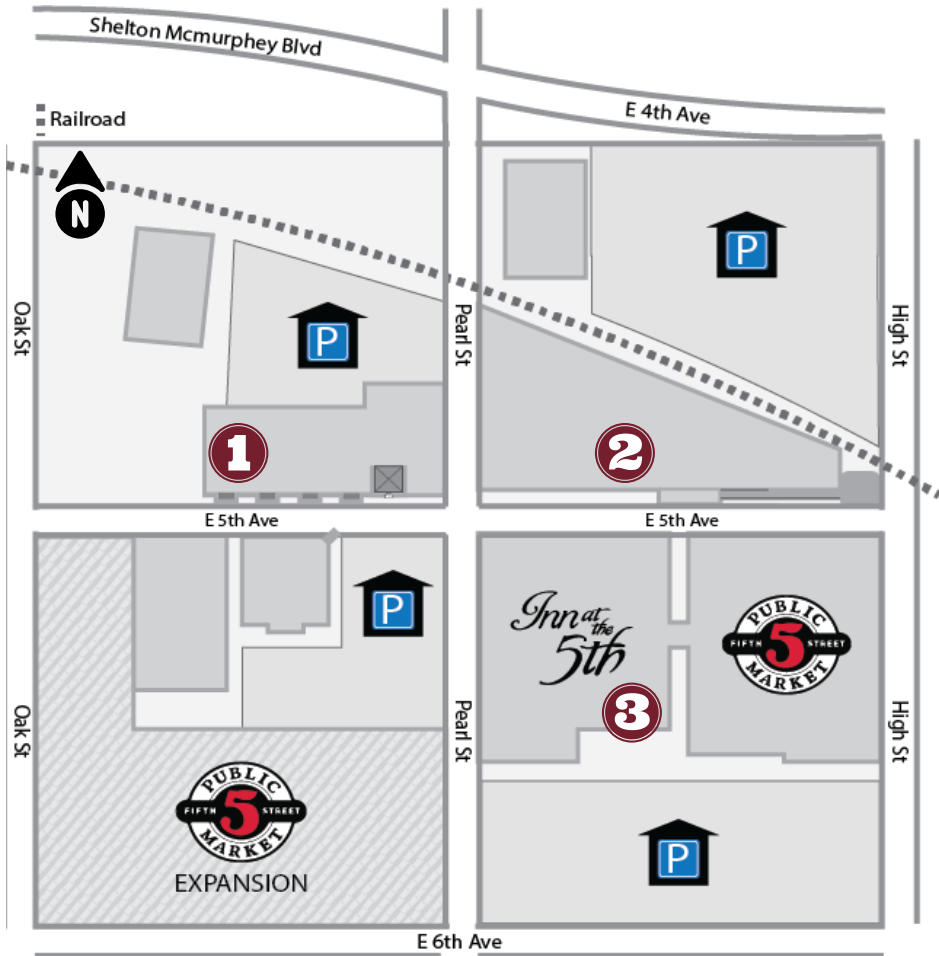 Shelton Mcmurphey Blvd
E 4th Ave
Railroad
N
P
P
Oak St
Pearl St
High St
1
2
E 5th Ave
E 5th Ave
P
Inn at
the
5th
PUBLIC
FIFTH 5 STREET
MARKET
3
Oak St
Pearl St
High St
PUBLIC
FIFTH 5 STREET
MARKET
EXPANSION
P
E 6th Ave